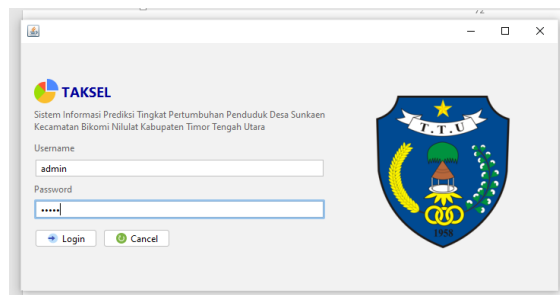 TAKSEL
Sistem Informasi Prediksi Tingkat Pertumbuhan Penduduk Desa Sunkaen
Kecamatan Bikomi Nilulat Kabupaten Timor Tengah Utara
Username
admin
Password
•••••
Login Cancel
T.T.U
1958